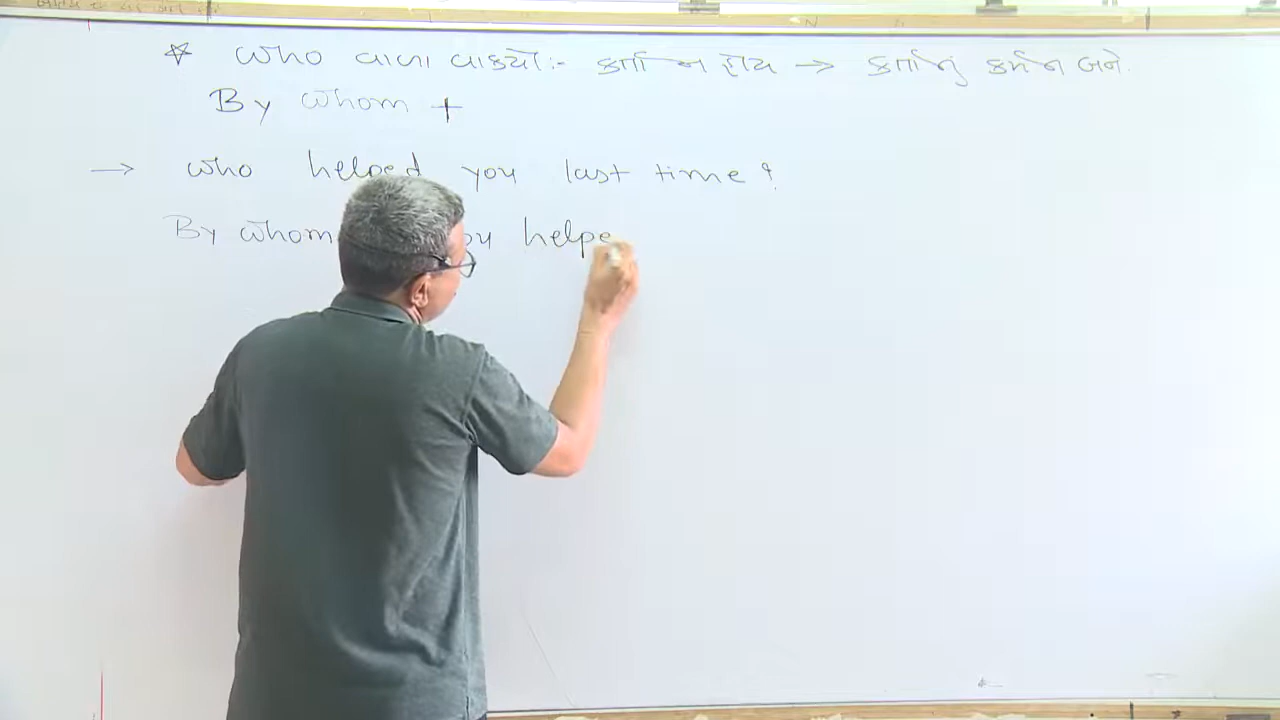 ☆ Who વાળા વાક્યો :- કર્તા ન હોય → કર્તાનું કર્મ ન બને.
By whom +
→ who helped you last time?
By whom you helpe